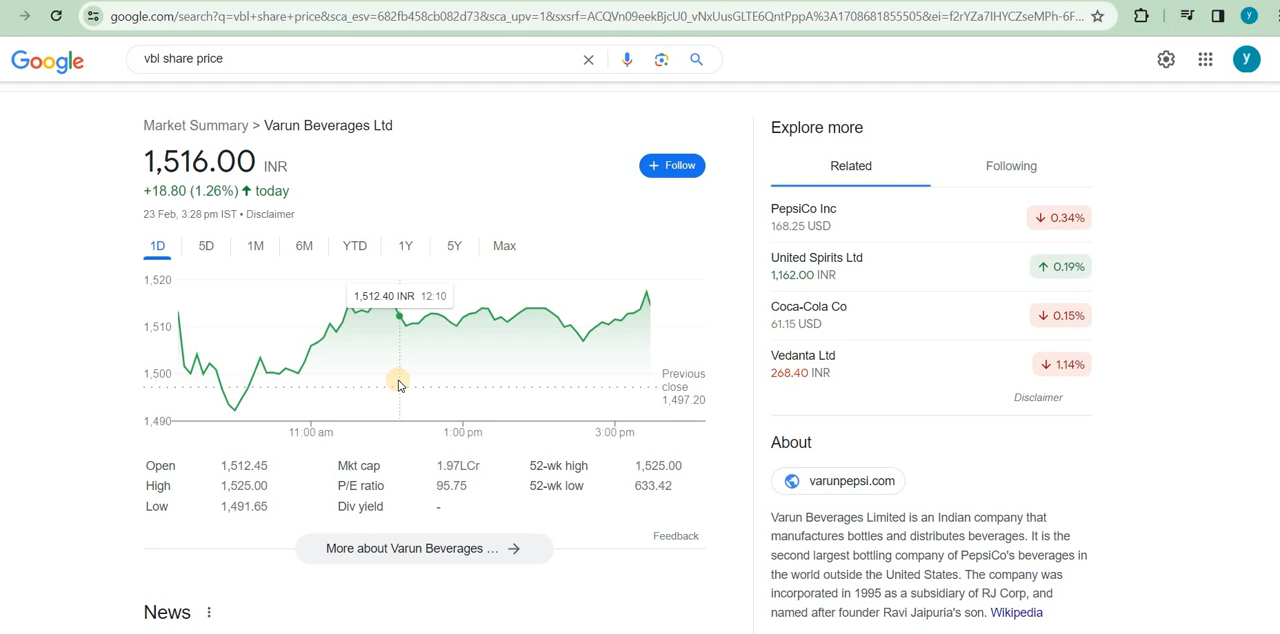 google.com/search?q=vbl+share+price&sca_esv=682fb458cb082d73&sca_upv=1&sxsrf=ACQVn09eekBjcU0_vNxUusGLTE6QntPppA%3A1708681855505&ei=f2rYZa7IHYCZseMPh-6F...
y
Google
vbl share price
y
Market Summary > Varun Beverages Ltd
1,516.00 INR
+ Follow
+18.80 (1.26%) ↑ today
23 Feb, 3:28 pm IST • Disclaimer
1D 5D 1M 6M YTD 1Y 5Y Max
1,520
1,512.40 INR 12:10
1,510
1,500
Previous
close
1,497.20
1,490
11:00 am 1:00 pm 3:00 pm
Open 1,512.45 Mkt cap 1.97LCr 52-wk high 1,525.00
High 1,525.00 P/E ratio 95.75 52-wk low 633.42
Low 1,491.65 Div yield -
Feedback
More about Varun Beverages ... →
News
Explore more
Related Following
PepsiCo Inc
168.25 USD
↓ 0.34%
United Spirits Ltd
1,162.00 INR
↑ 0.19%
Coca-Cola Co
61.15 USD
↓ 0.15%
Vedanta Ltd
268.40 INR
↓ 1.14%
Disclaimer
About
varunpepsi.com
Varun Beverages Limited is an Indian company that
manufactures bottles and distributes beverages. It is the
second largest bottling company of PepsiCo's beverages in
the world outside the United States. The company was
incorporated in 1995 as a subsidiary of RJ Corp, and
named after founder Ravi Jaipuria's son. Wikipedia